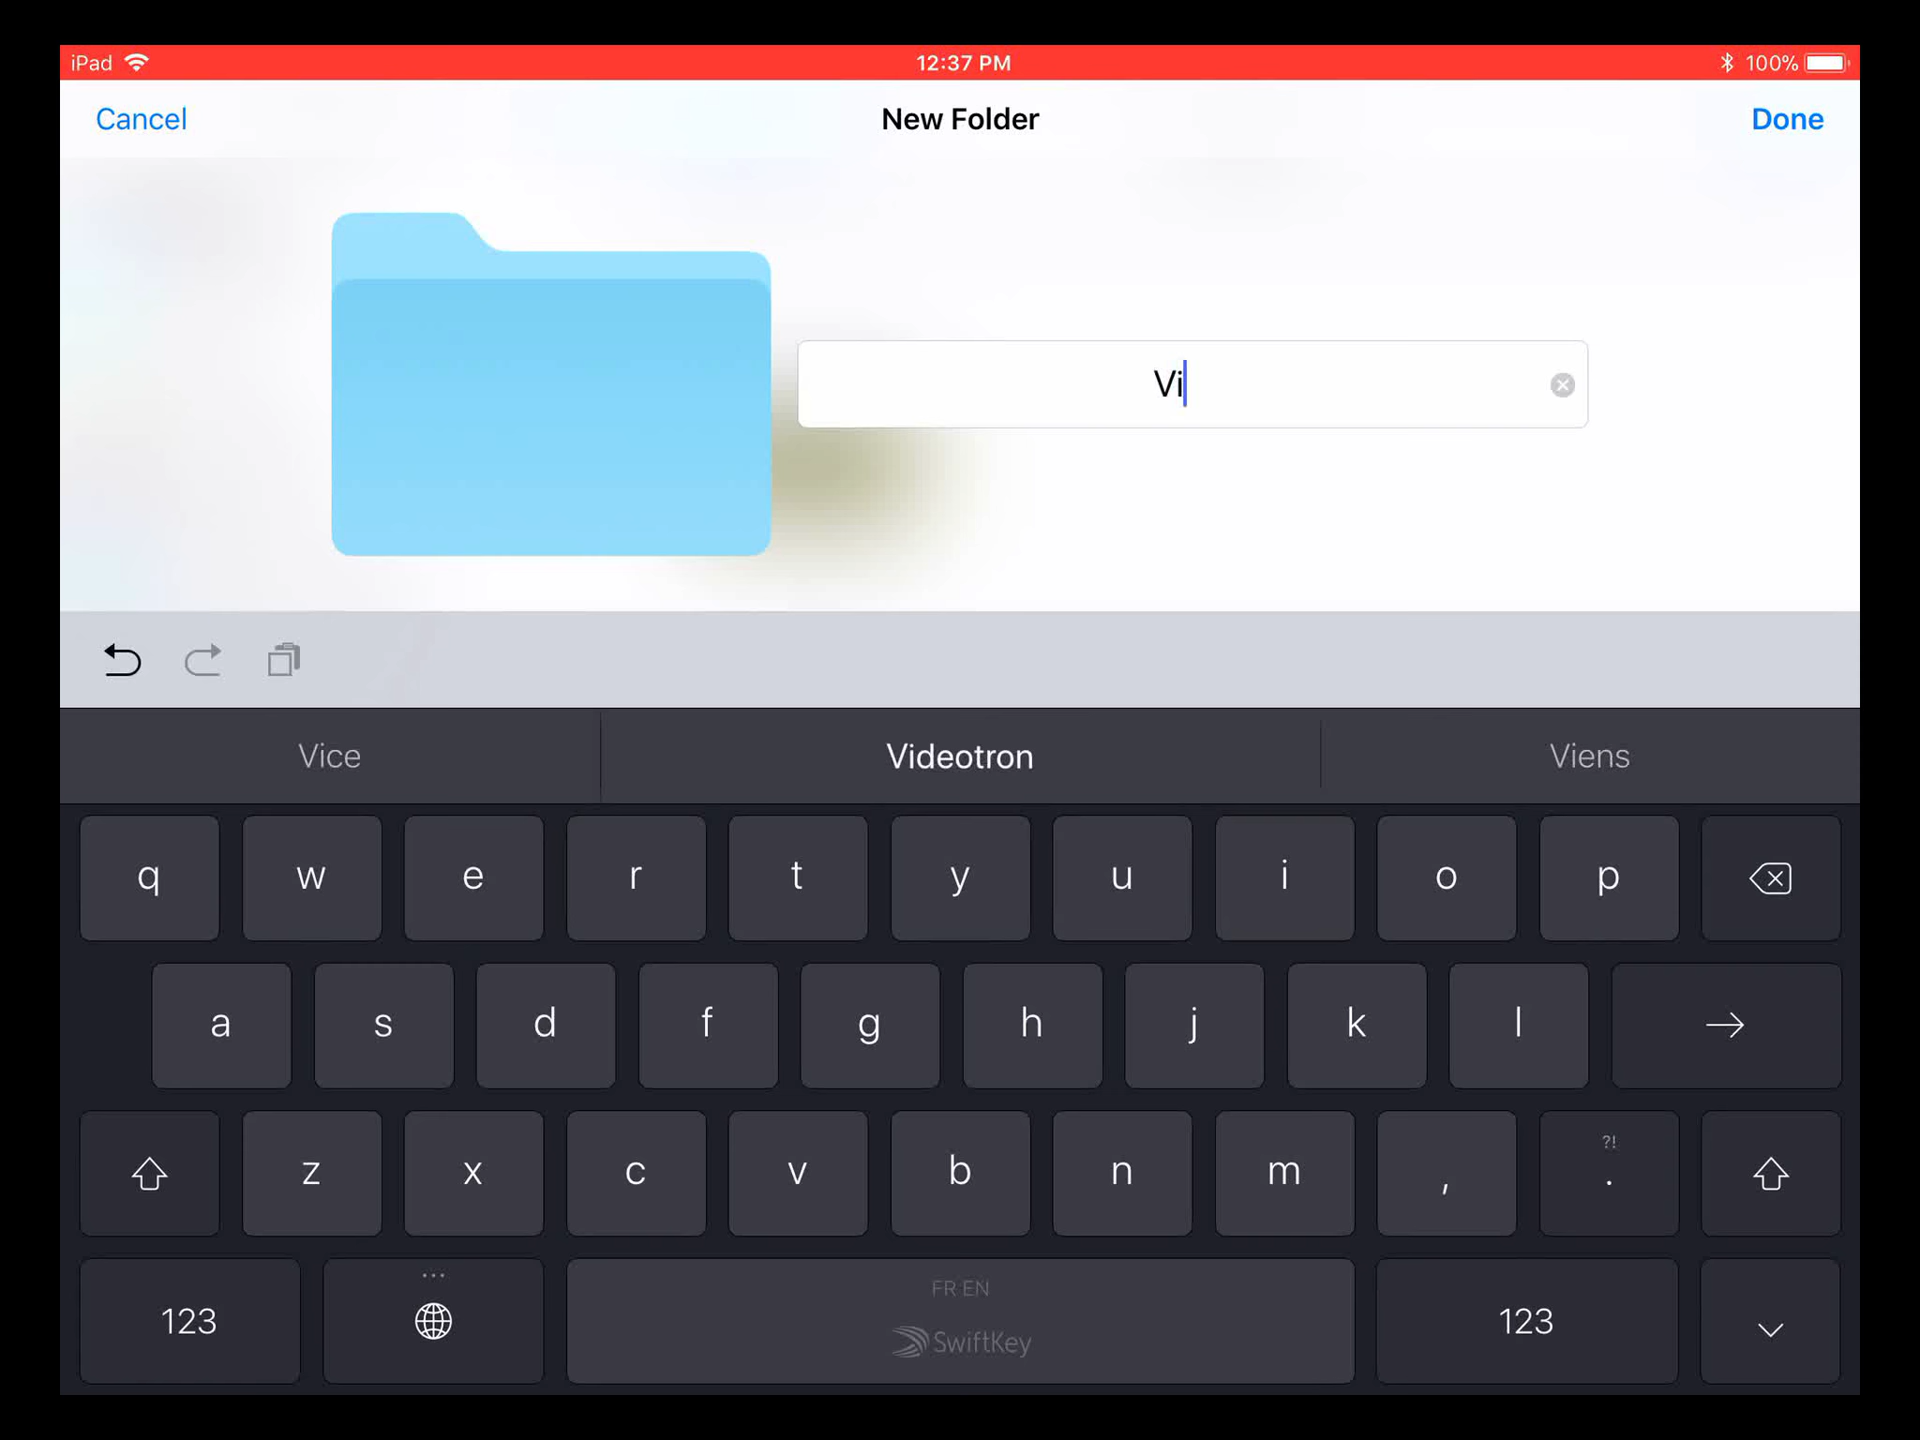 iPad 12:37 PM 100%
Cancel New Folder Done
Vi
Vice Videotron Viens
q w e r t y u i o p
a s d f g h j k l
z x c v b n m , ?! .
123 FR EN 123
SwiftKey